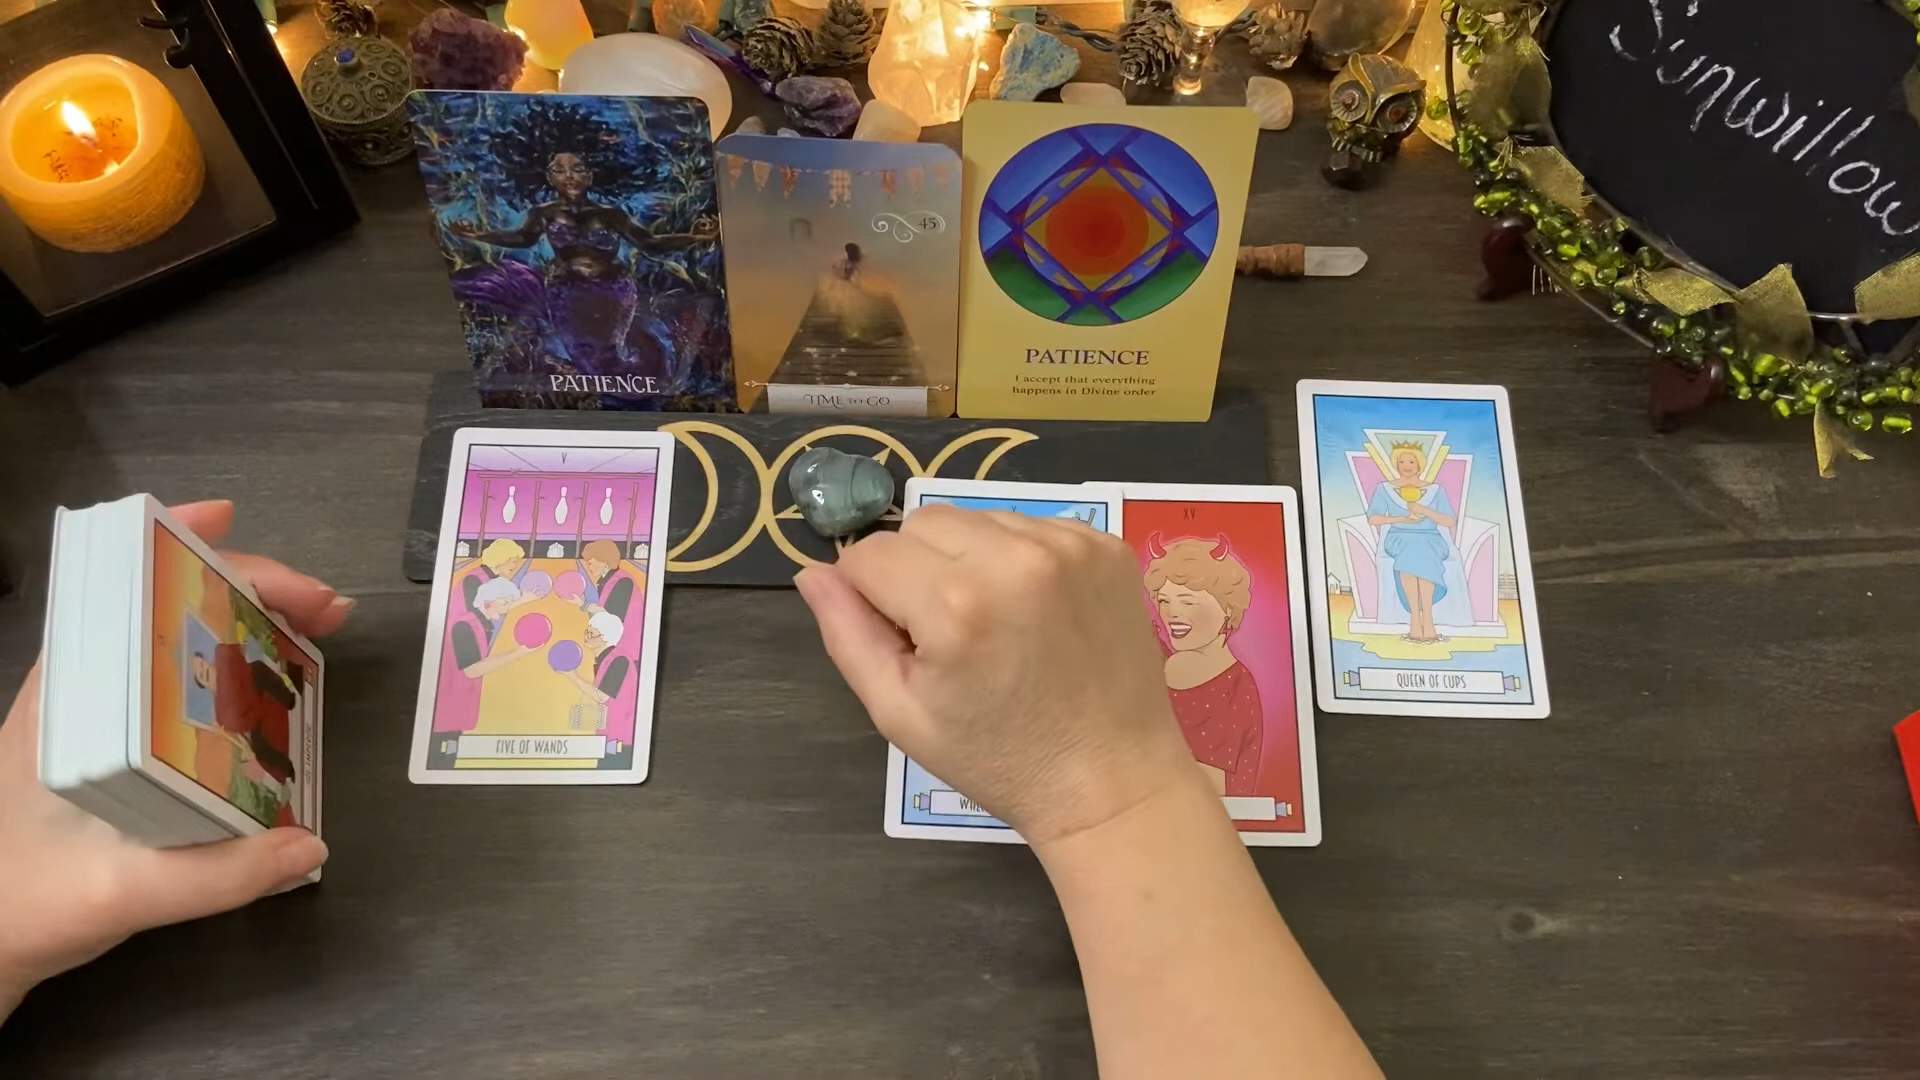 Sunwillow
PATIENCE
45
TIME TO GO
PATIENCE
I accept that everything
happens in Divine order
V
FIVE OF WANDS
X
XV
QUEEN OF CUPS